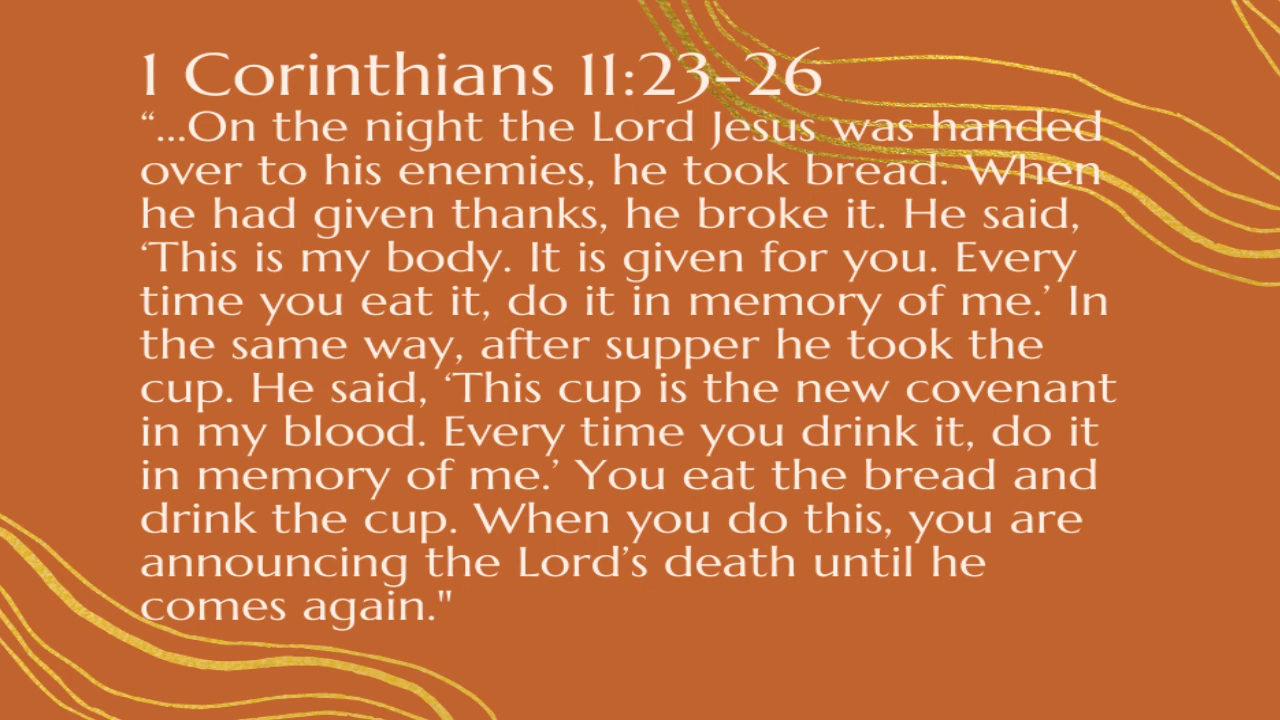 1 Corinthians 11:23-26
“...On the night the Lord Jesus was handed
over to his enemies, he took bread. When
he had given thanks, he broke it. He said,
‘This is my body. It is given for you. Every
time you eat it, do it in memory of me.’ In
the same way, after supper he took the
cup. He said, ‘This cup is the new covenant
in my blood. Every time you drink it, do it
in memory of me.’ You eat the bread and
drink the cup. When you do this, you are
announcing the Lord’s death until he
comes again."